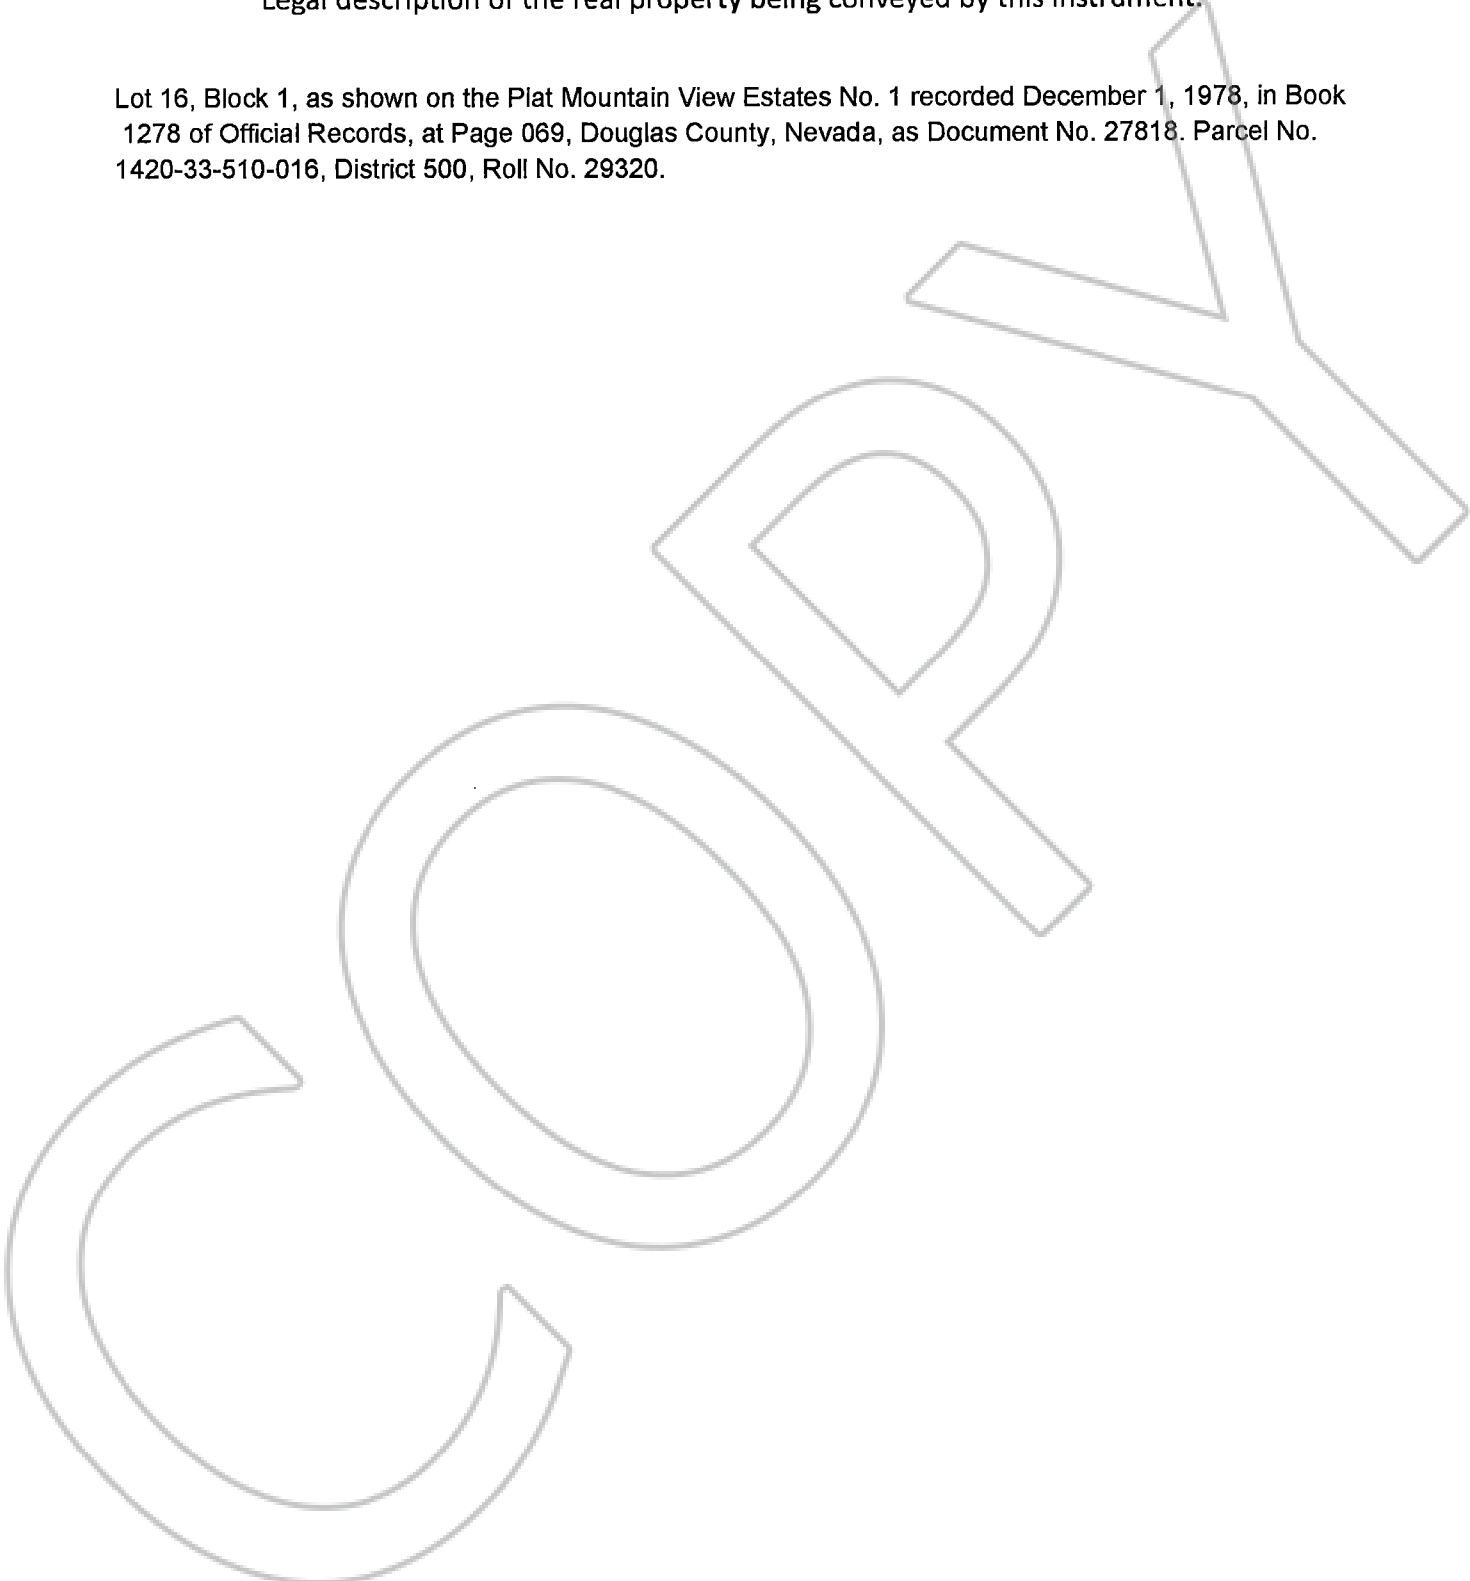 Legal description of the real property being conveyed by this instrument.
Lot 16, Block 1, as shown on the Plat Mountain View Estates No. 1 recorded December 1, 1978, in Book
1278 of Official Records, at Page 069, Douglas County, Nevada, as Document No. 27818. Parcel No.
1420-33-510-016, District 500, Roll No. 29320.
COPY